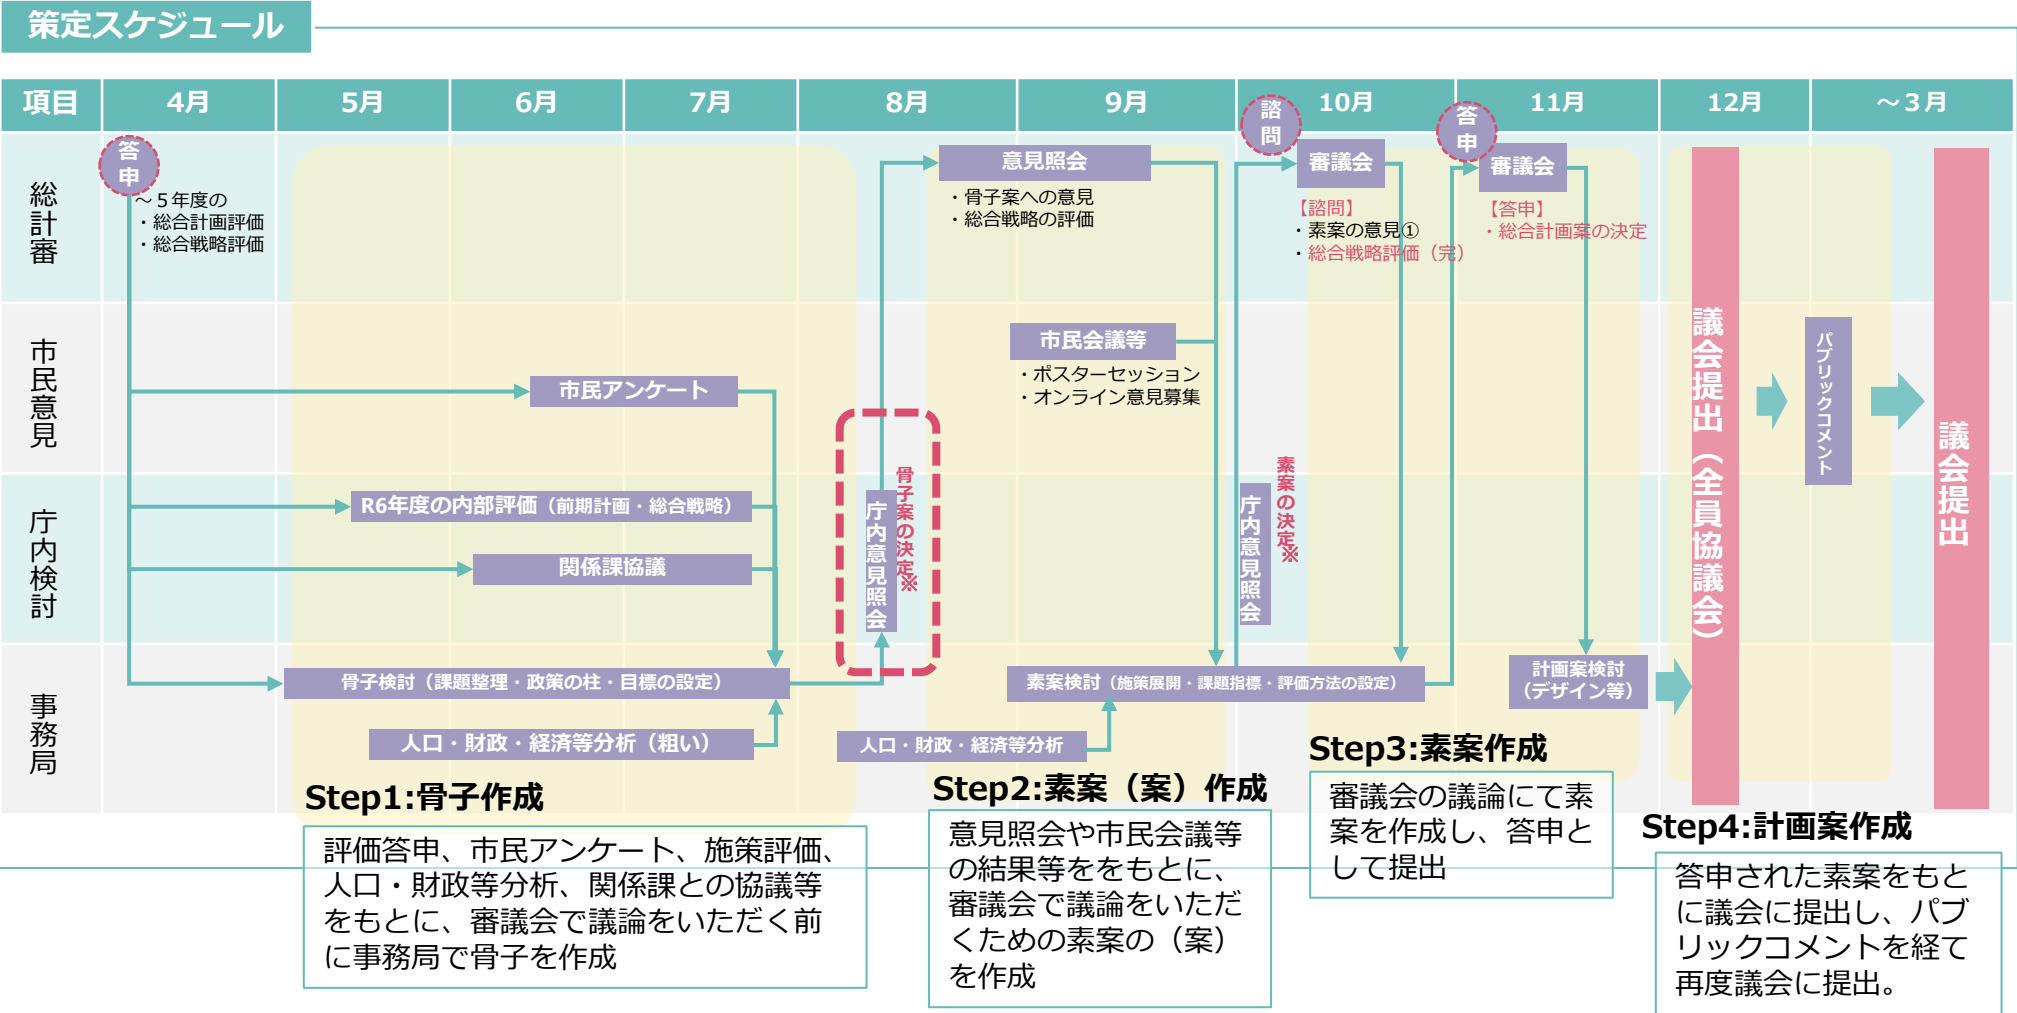 策定スケジュール
項目
4月
5月
6月
7月
8月
9月
10月
11月
12月
～３月
総計審
答申
～５年度の
・総合計画評価
・総合戦略評価
意見照会
・骨子案への意見
・総合戦略の評価
諮問
審議会
【諮問】
・素案の意見①
・総合戦略評価（完）
答申
審議会
【答申】
・総合計画案の決定
市民意見
市民アンケート
市民会議等
・ポスターセッション
・オンライン意見募集
パブリックコメント
議会提出（全員協議会）
議会提出
庁内検討
R6年度の内部評価（前期計画・総合戦略）
関係課協議
庁内意見照会
骨子案の決定※
庁内意見照会
素案の決定※
事務局
骨子検討（課題整理・政策の柱・目標の設定）
人口・財政・経済等分析（粗い）
素案検討（施策展開・課題指標・評価方法の設定）
人口・財政・経済等分析
計画案検討
（デザイン等）
Step1:骨子作成
評価答申、市民アンケート、施策評価、
人口・財政等分析、関係課との協議等
をもとに、審議会で議論をいただく前
に事務局で骨子を作成
Step2:素案（案）作成
意見照会や市民会議等
の結果等ををもとに、
審議会で議論をいただ
くための素案の（案）
を作成
Step3:素案作成
審議会の議論にて素
案を作成し、答申と
して提出
Step4:計画案作成
答申された素案をもと
に議会に提出し、パブ
リックコメントを経て
再度議会に提出。